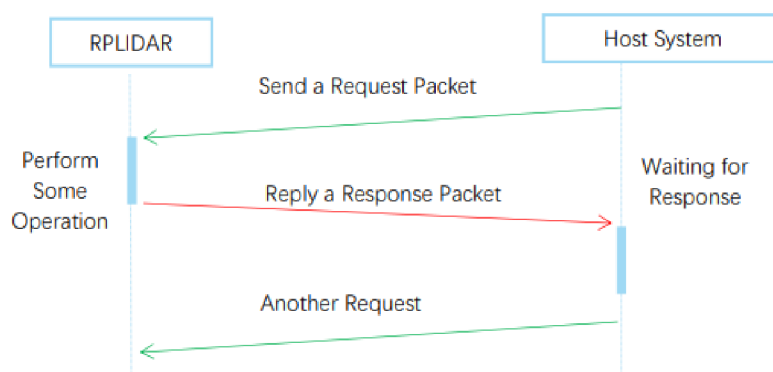 RPLIDAR
Host System
Send a Request Packet
Perform
Some
Operation
Waiting for
Response
Reply a Response Packet
Another Request